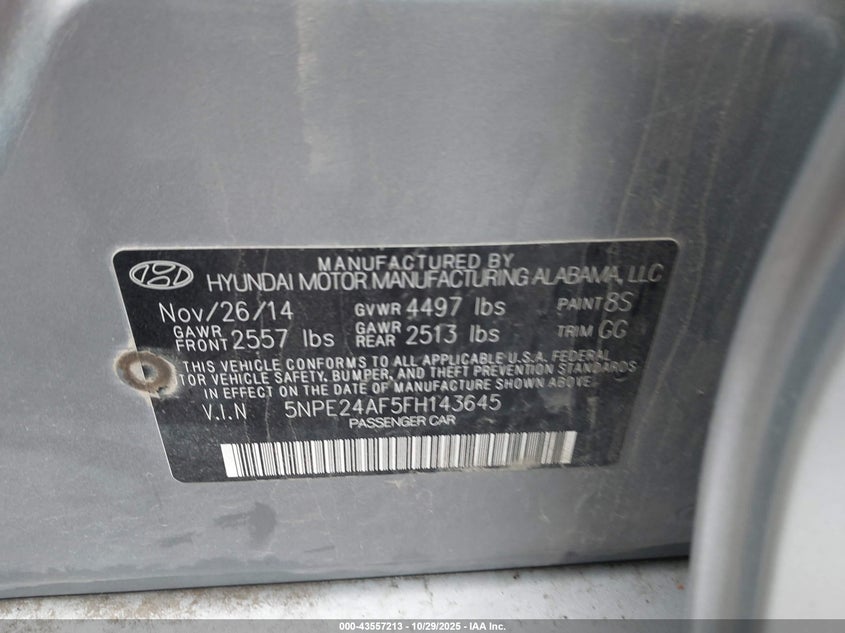 MANUFACTURED BY
HYUNDAI MOTOR MANUFACTURING ALABAMA, LLC
Nov/26/14 GVWR 4497 lbs PAINT 8S
GAWR FRONT 2557 lbs GAWR REAR 2513 lbs TRIM GG
THIS VEHICLE CONFORMS TO ALL APPLICABLE U.S.A. FEDERAL
TOR VEHICLE SAFETY, BUMPER, AND THEFT PREVENTION STANDARDS
IN EFFECT ON THE DATE OF MANUFACTURE SHOWN ABOVE.
V.I.N 5NPE24AF5FH143645
PASSENGER CAR
000-43557213 - 10/29/2025 - IAA Inc.